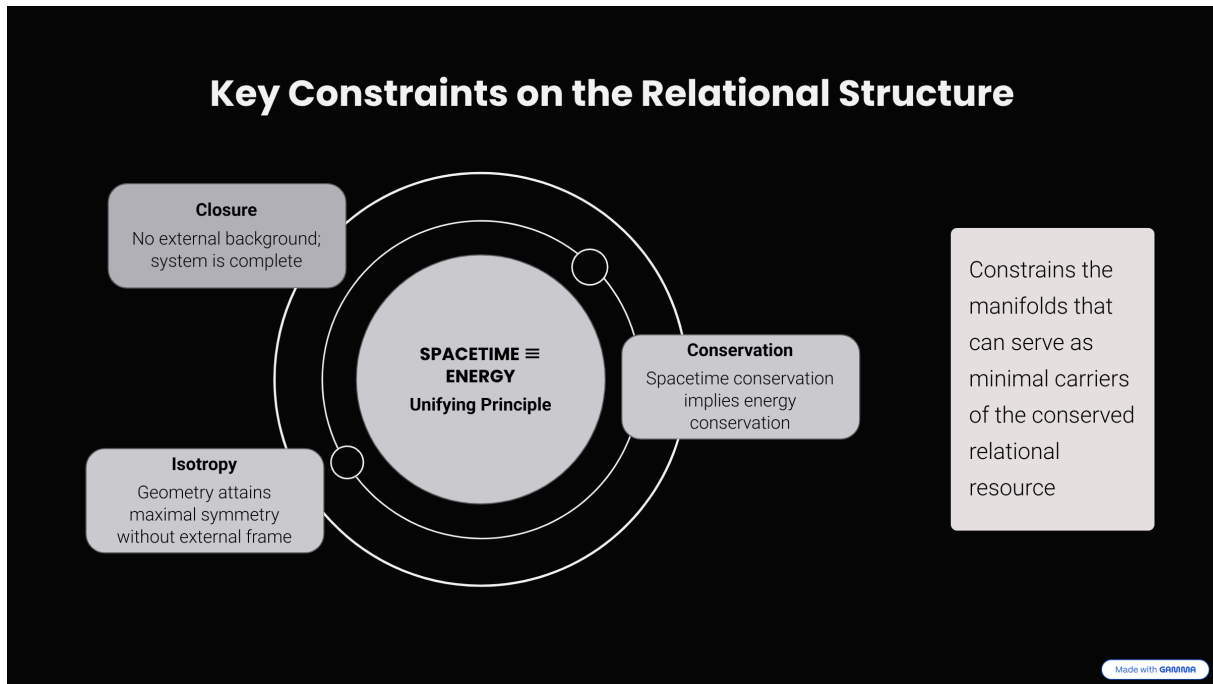 Key Constraints on the Relational Structure
Closure
No external background;
system is complete
SPACETIME ≡
ENERGY
Unifying Principle
Conservation
Spacetime conservation
implies energy
conservation
Isotropy
Geometry attains
maximal symmetry
without external frame
Constrains the
manifolds that
can serve as
minimal carriers
of the conserved
relational
resource
Made with GAMMA